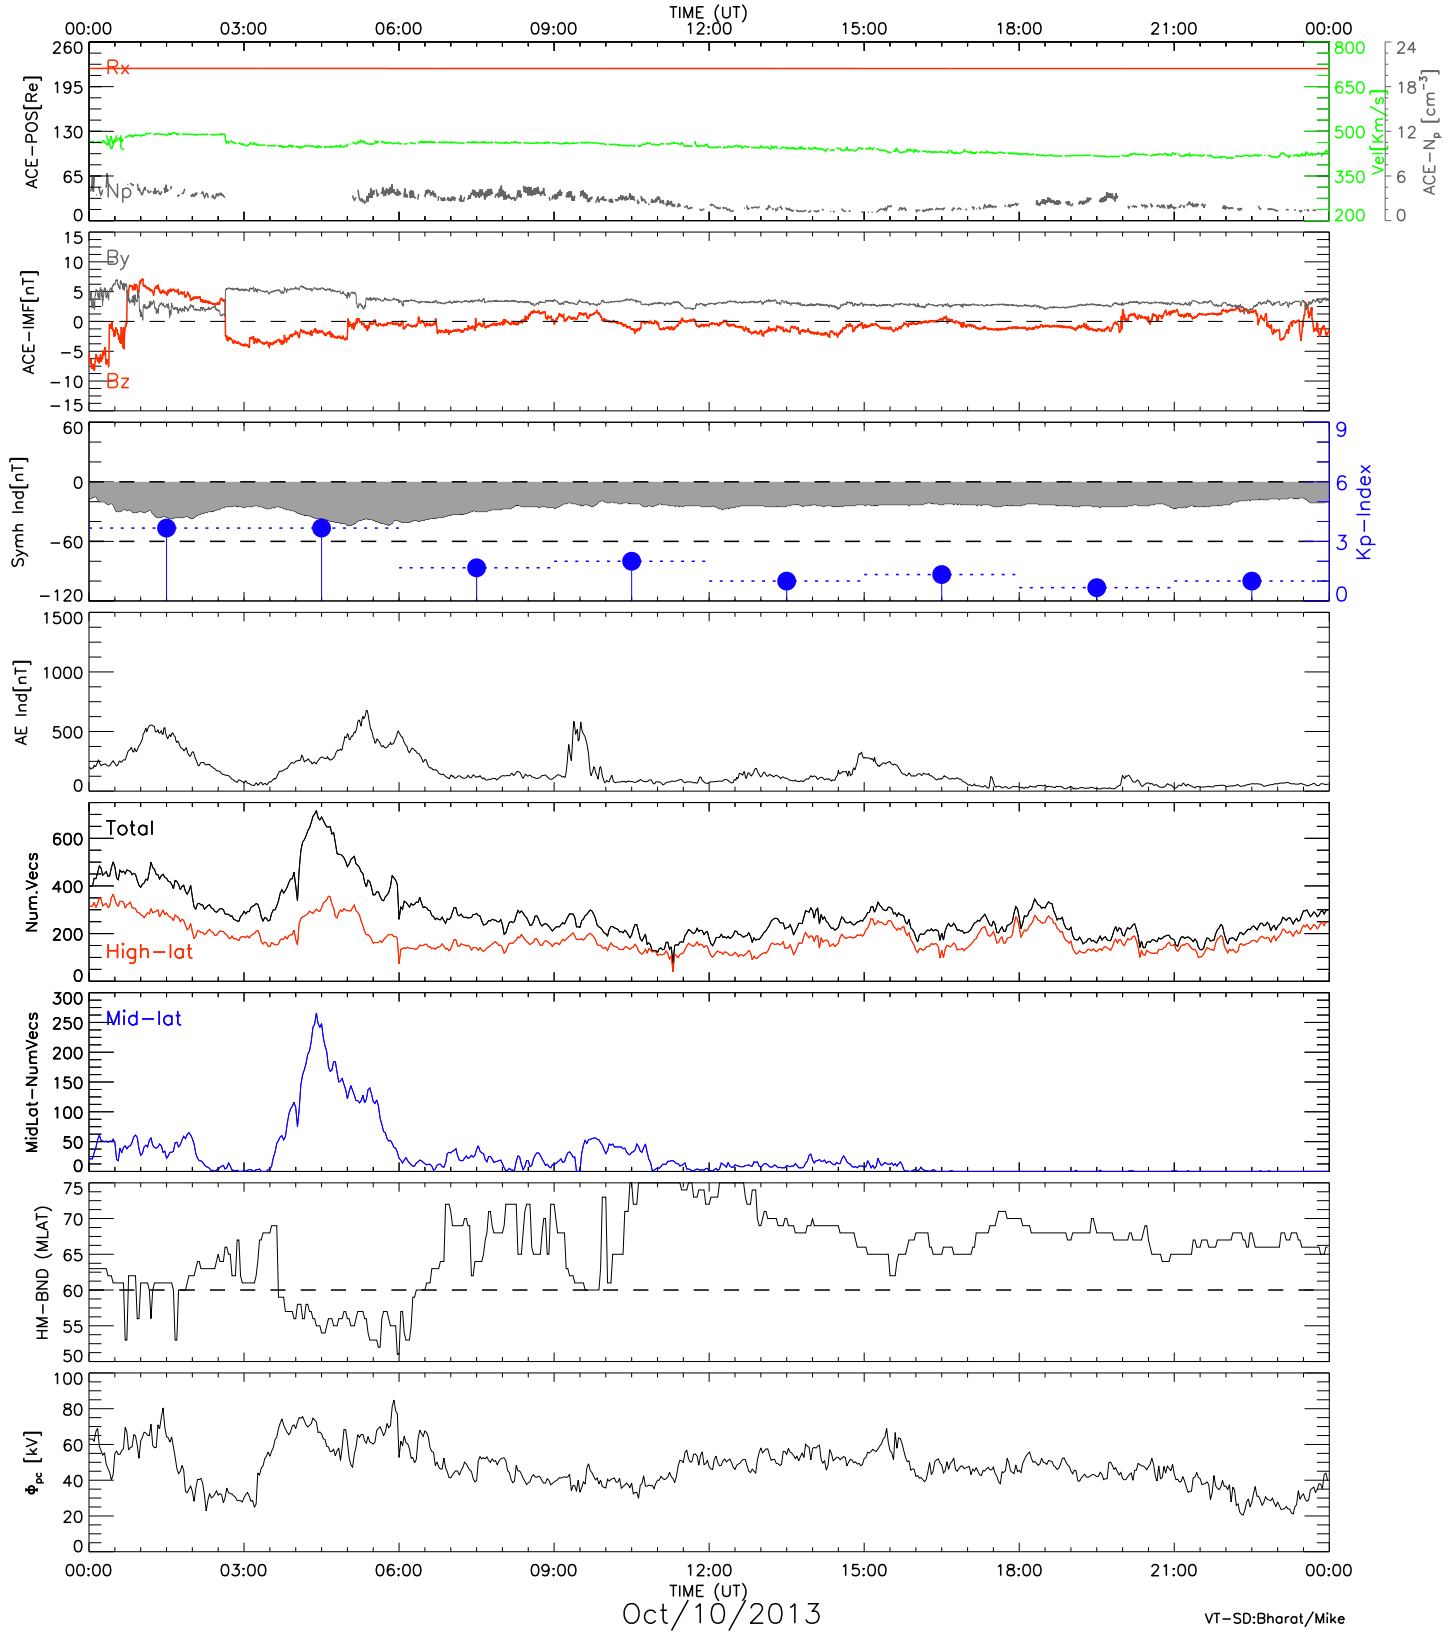 TIME (UT)
00:00 03:00 06:00 09:00 12:00 15:00 18:00 21:00 00:00
260 195 130 65 0
ACE-POS[Re]
Rx
Vt
Np
800 650 500 350 200
Vel[Km/s]
24 18 12 6 0
ACE-Np [cm-3]
15 10 5 0 -5 -10 -15
ACE-IMF[nT]
By
Bz
60 0 -60 -120
Symh Ind[nT]
9 6 3 0
Kp-Index
1500 1000 500 0
AE Ind[nT]
600 400 200 0
Num.Vecs
Total
High-lat
300 250 200 150 100 50 0
MidLat-NumVecs
Mid-lat
75 70 65 60 55 50
HM-BND (MLAT)
100 80 60 40 20 0
Φpc [kV]
00:00 03:00 06:00 09:00 12:00 15:00 18:00 21:00 00:00
TIME (UT)
Oct/10/2013
VT-SD:Bharat/Mike